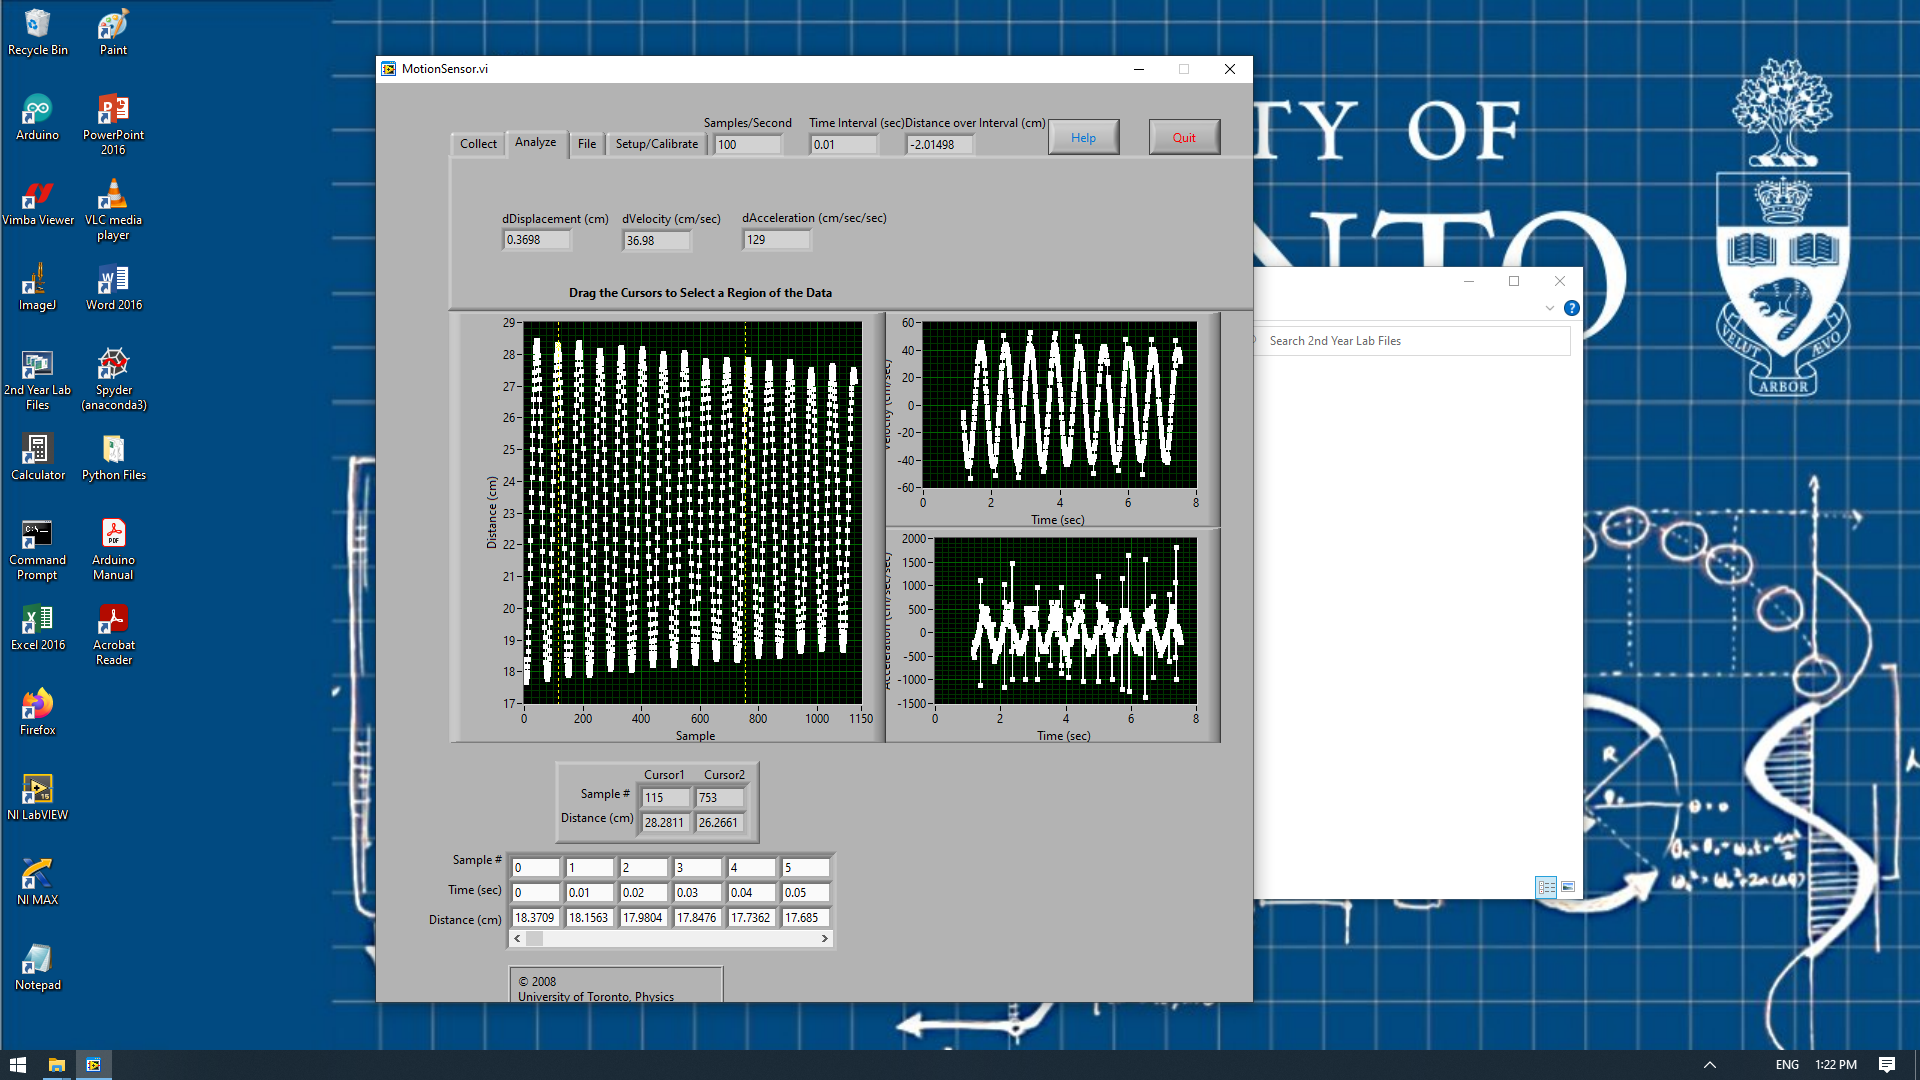 Recycle Bin
Paint
Arduino
PowerPoint
2016
Vimba Viewer
VLC media
player
ImageJ
Word 2016
2nd Year Lab
Files
Spyder
(anaconda3)
Calculator
Python Files
Command
Prompt
Arduino
Manual
Excel 2016
Acrobat
Reader
Firefox
NI LabVIEW
NI MAX
Notepad
MotionSensor.vi
Collect
Analyze
File
Setup/Calibrate
Samples/Second
100
Time Interval (sec)
0.01
Distance over Interval (cm)
-2.01498
Help
Quit
dDisplacement (cm)
0.3698
dVelocity (cm/sec)
36.98
dAcceleration (cm/sec/sec)
129
Drag the Cursors to Select a Region of the Data
Distance (cm)
29
28
27
26
25
24
23
22
21
20
19
18
17
0 200 400 600 800 1000 1150
Sample
60
40
20
0
-20
-40
-60
0 2 4 6 8
Time (sec)
2000
1500
1000
500
0
-500
-1000
-1500
0 2 4 6 8
Time (sec)
Cursor1 Cursor2
Sample # 115 753
Distance (cm) 28.2811 26.2661
Sample # 0 1 2 3 4 5
Time (sec) 0 0.01 0.02 0.03 0.04 0.05
Distance (cm) 18.3709 18.1563 17.9804 17.8476 17.7362 17.685
© 2008
University of Toronto, Physics
TY OF
NTO
VELUT ÆVO
ARBOR
?
Search 2nd Year Lab Files
R
ENG 1:22 PM